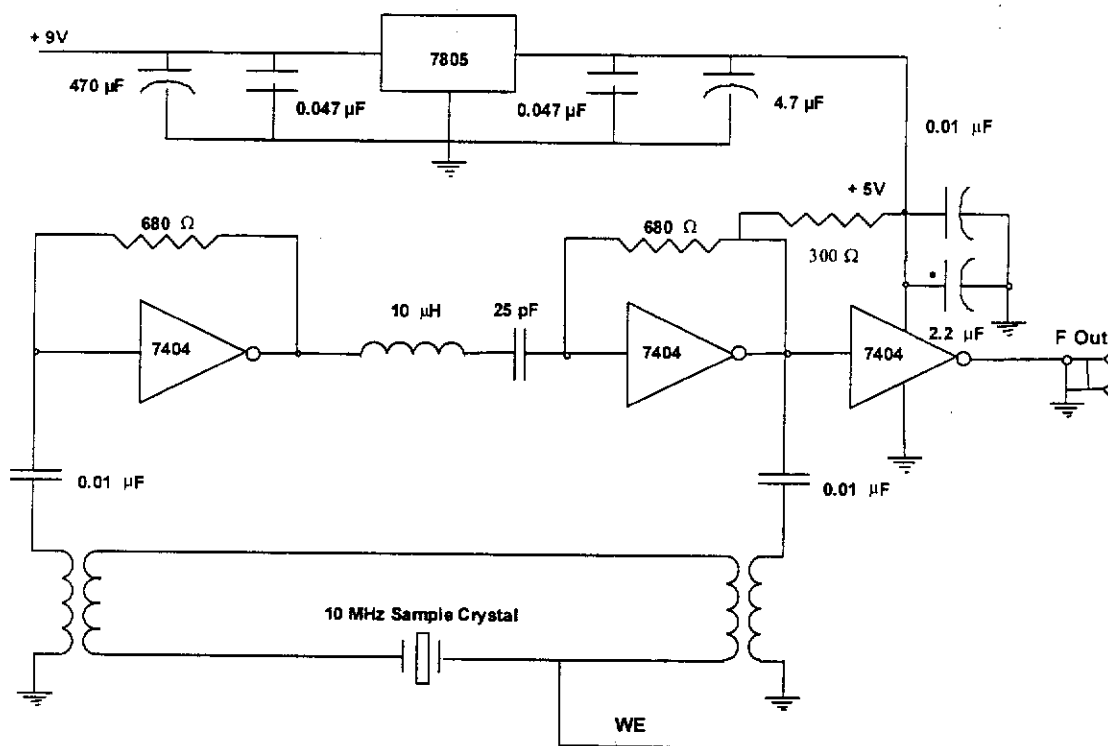 + 9V
7805
470 µF
0.047 µF
0.047 µF
4.7 µF
0.01 µF
+ 5V
680 Ω
680 Ω
300 Ω
10 µH
25 pF
2.2 µF
7404
7404
7404
F Out
0.01 µF
0.01 µF
10 MHz Sample Crystal
WE